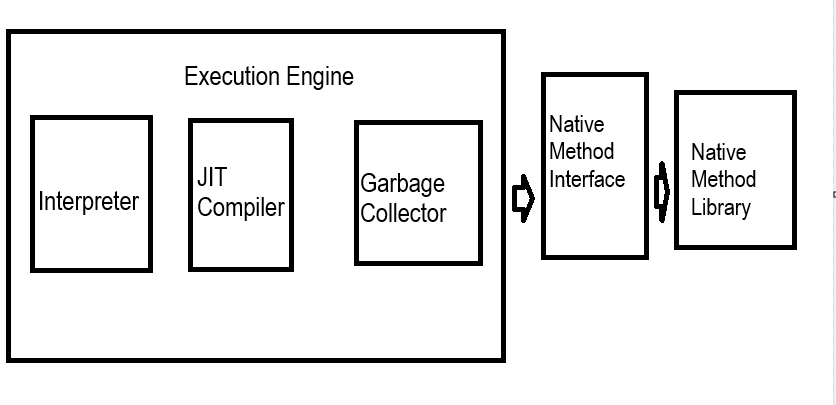 Execution Engine
Interpreter
JIT
Compiler
Garbage
Collector
Native
Method
Interface
Native
Method
Library